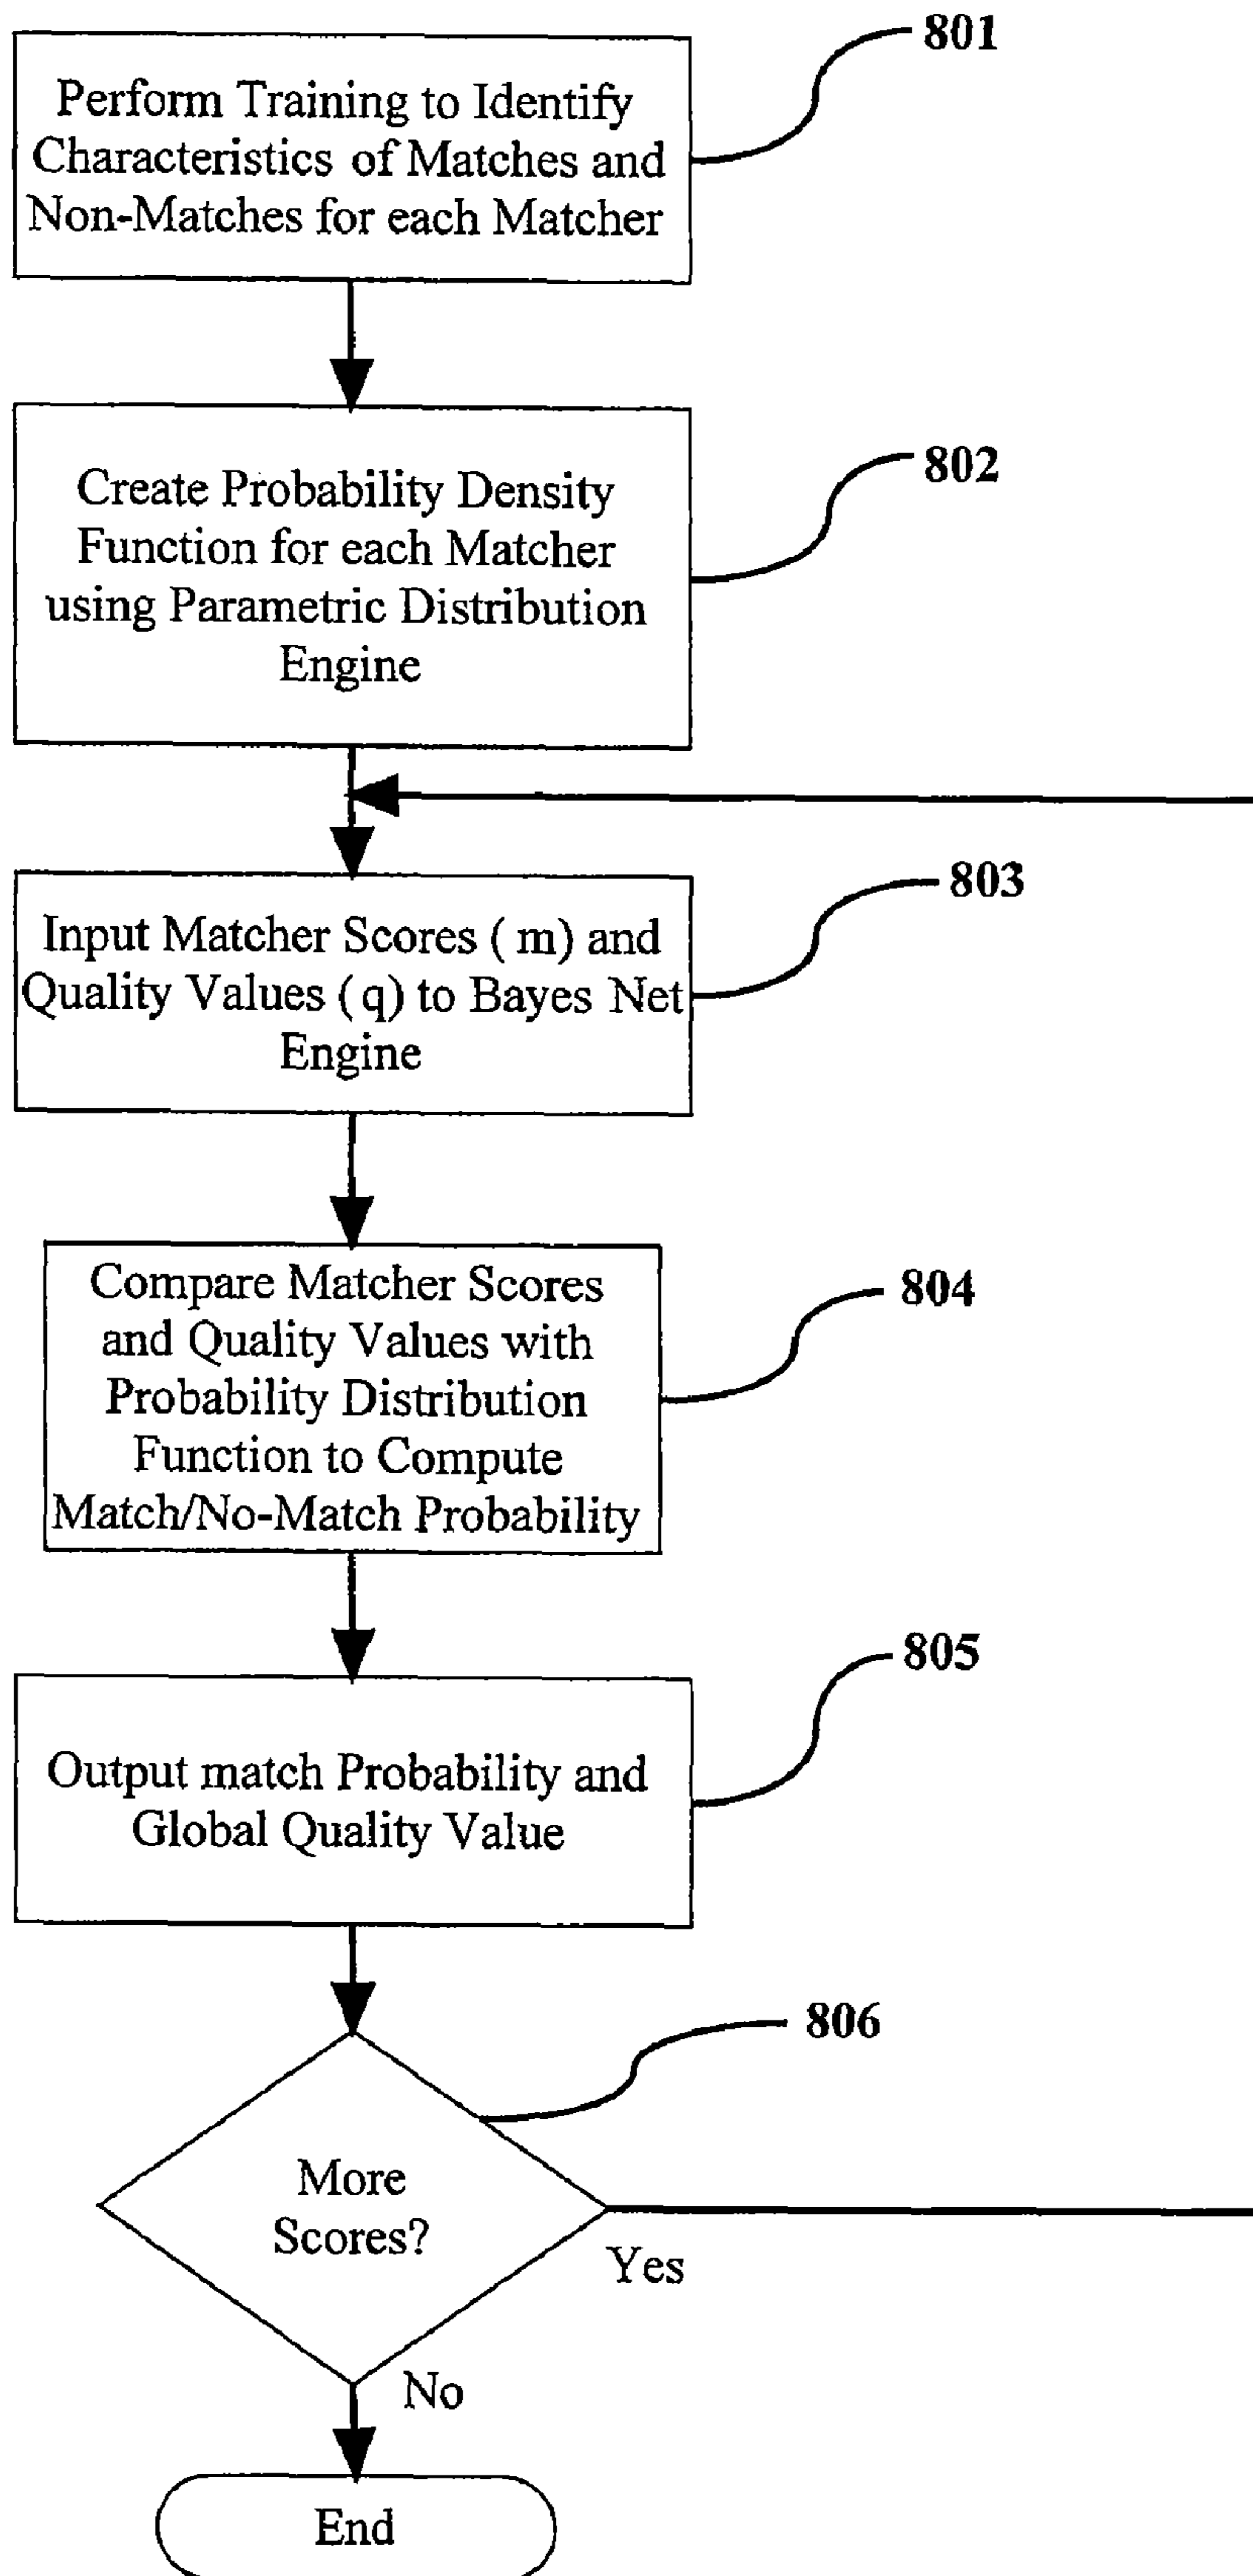 801
Perform Training to Identify
Characteristics of Matches and
Non-Matches for each Matcher
802
Create Probability Density
Function for each Matcher
using Parametric Distribution
Engine
803
Input Matcher Scores ( m) and
Quality Values ( q) to Bayes Net
Engine
804
Compare Matcher Scores
and Quality Values with
Probability Distribution
Function to Compute
Match/No-Match Probability
805
Output match Probability and
Global Quality Value
806
More
Scores?
Yes
No
End